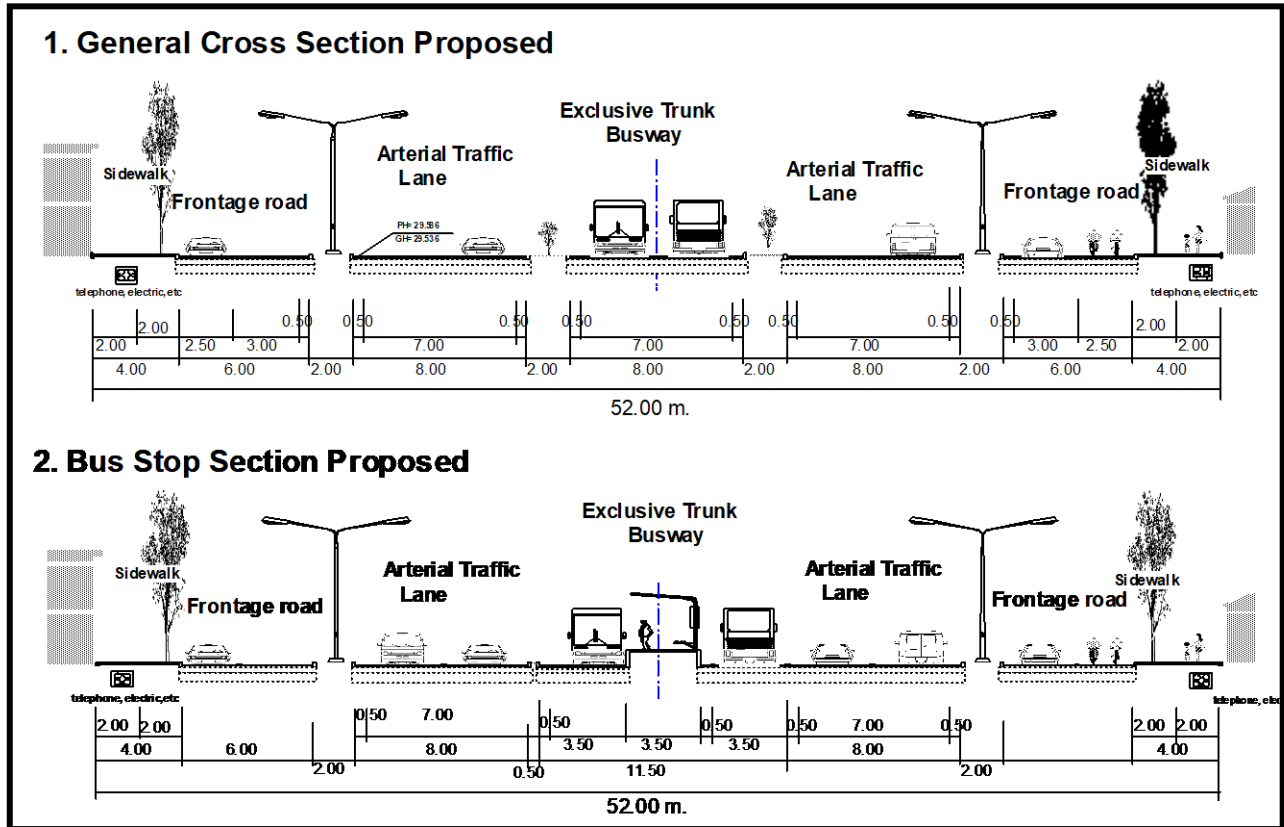 1. General Cross Section Proposed
Exclusive Trunk
Busway
Sidewalk
Frontage road
Arterial Traffic
Lane
PH= 29.586
GH= 29.536
Arterial Traffic
Lane
Frontage road
Sidewalk
telephone, electric, etc
telephone, electric, etc
2.00 0.50 0.50 0.50 0.50 0.50 0.50 0.50 0.50 2.00
2.00 2.50 3.00 7.00 7.00 7.00 3.00 2.50 2.00
4.00 6.00 2.00 8.00 2.00 8.00 2.00 8.00 2.00 6.00 4.00
52.00 m.
2. Bus Stop Section Proposed
Exclusive Trunk
Busway
Sidewalk
Frontage road
Arterial Traffic
Lane
Arterial Traffic
Lane
Frontage road
Sidewalk
telephone, electric, etc
telephone, elec
2.00 2.00 0.50 7.00 0.50 0.50 0.50 7.00 0.50 2.00 2.00
3.50 3.50 3.50
4.00 6.00 2.00 8.00 0.50 11.50 8.00 2.00 4.00
52.00 m.